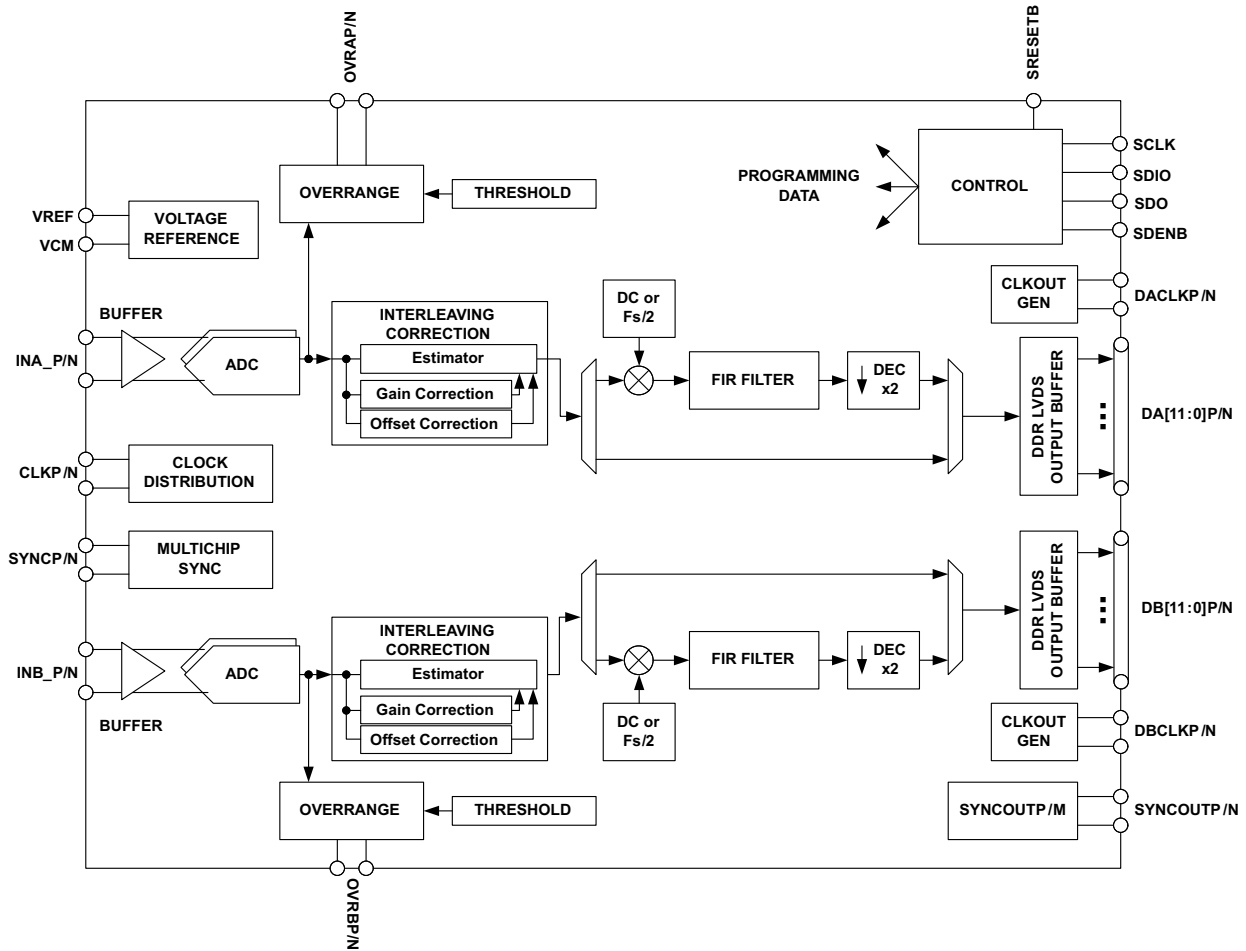 OVRAP/N
SRESETB
OVERRANGE
THRESHOLD
PROGRAMMING
DATA
CONTROL
SCLK
SDIO
SDO
SDENB
VREF
VCM
VOLTAGE
REFERENCE
CLKOUT
GEN
DACLKP/N
BUFFER
INA_P/N
ADC
INTERLEAVING
CORRECTION
Estimator
Gain Correction
Offset Correction
DC or
Fs/2
FIR FILTER
DEC
x2
DDR LVDS
OUTPUT BUFFER
DA[11:0]P/N
CLKP/N
CLOCK
DISTRIBUTION
SYNCP/N
MULTICHIP
SYNC
INB_P/N
ADC
BUFFER
INTERLEAVING
CORRECTION
Estimator
Gain Correction
Offset Correction
DC or
Fs/2
FIR FILTER
DEC
x2
DDR LVDS
OUTPUT BUFFER
DB[11:0]P/N
CLKOUT
GEN
DBCLKP/N
OVERRANGE
THRESHOLD
SYNCOUTP/M
SYNCOUTP/N
OVRBP/N